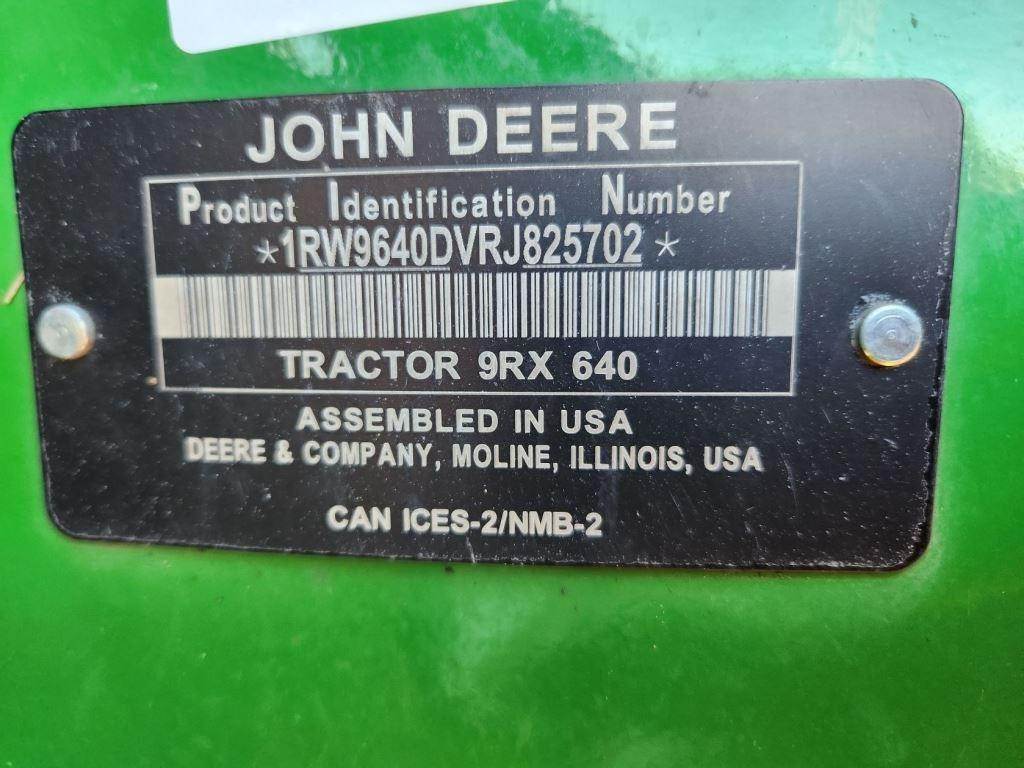 JOHN DEERE
Product Identification Number
*1RW9640DVRJ825702*
TRACTOR 9RX 640
ASSEMBLED IN USA
DEERE & COMPANY, MOLINE, ILLINOIS, USA
CAN ICES-2/NMB-2